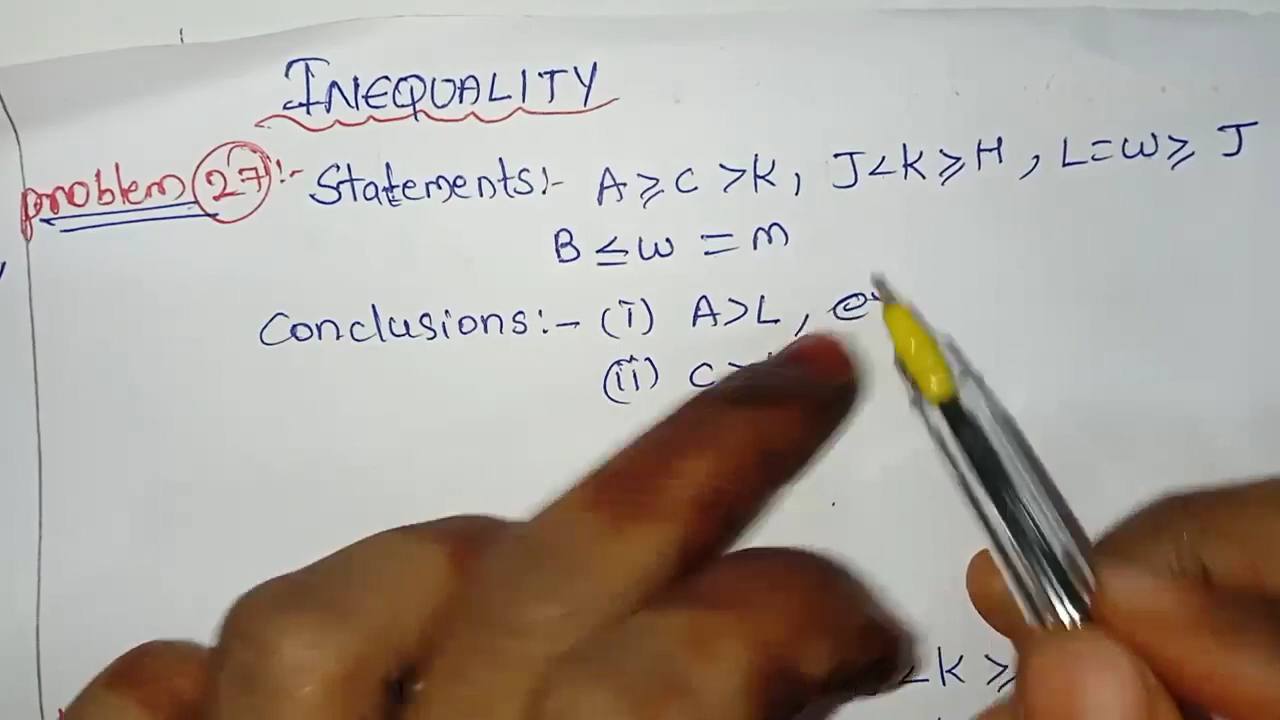 INEQUALITY
problem 27:- Statements:- A ≥ C > K, J < K ≥ H, L = W ≥ J
B ≤ W = M
Conclusions:- (i) A > L,
(ii) C >
< K ≥